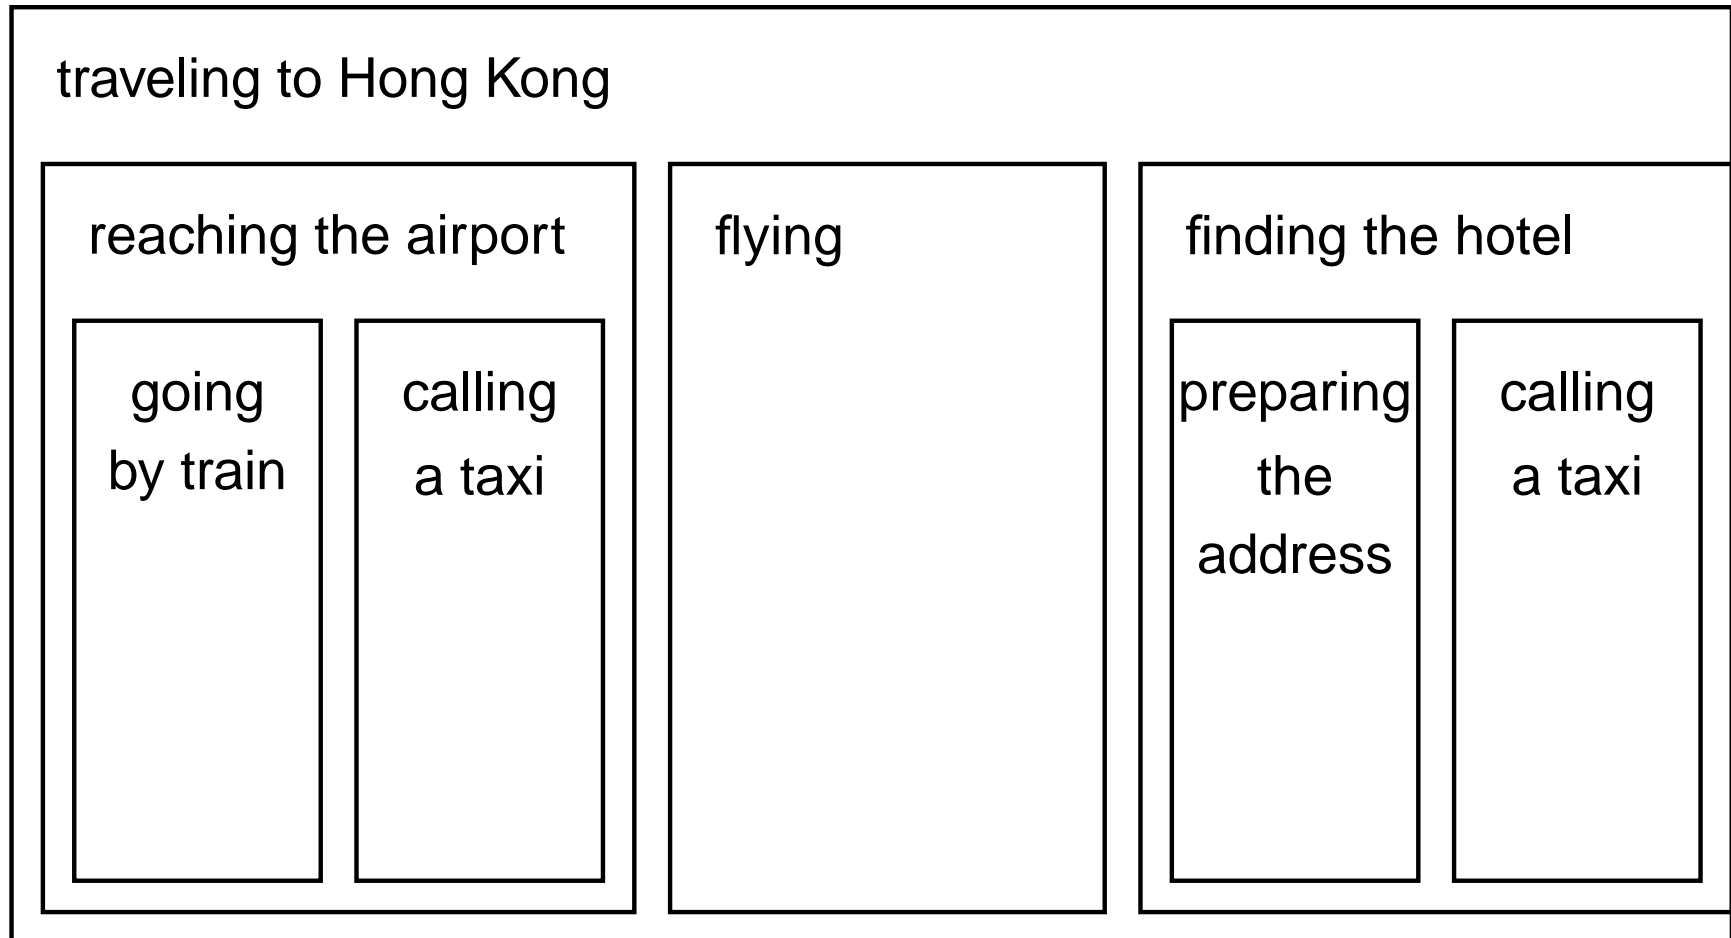 traveling to Hong Kong
reaching the airport
going
by train
calling
a taxi
flying
finding the hotel
preparing
the
address
calling
a taxi